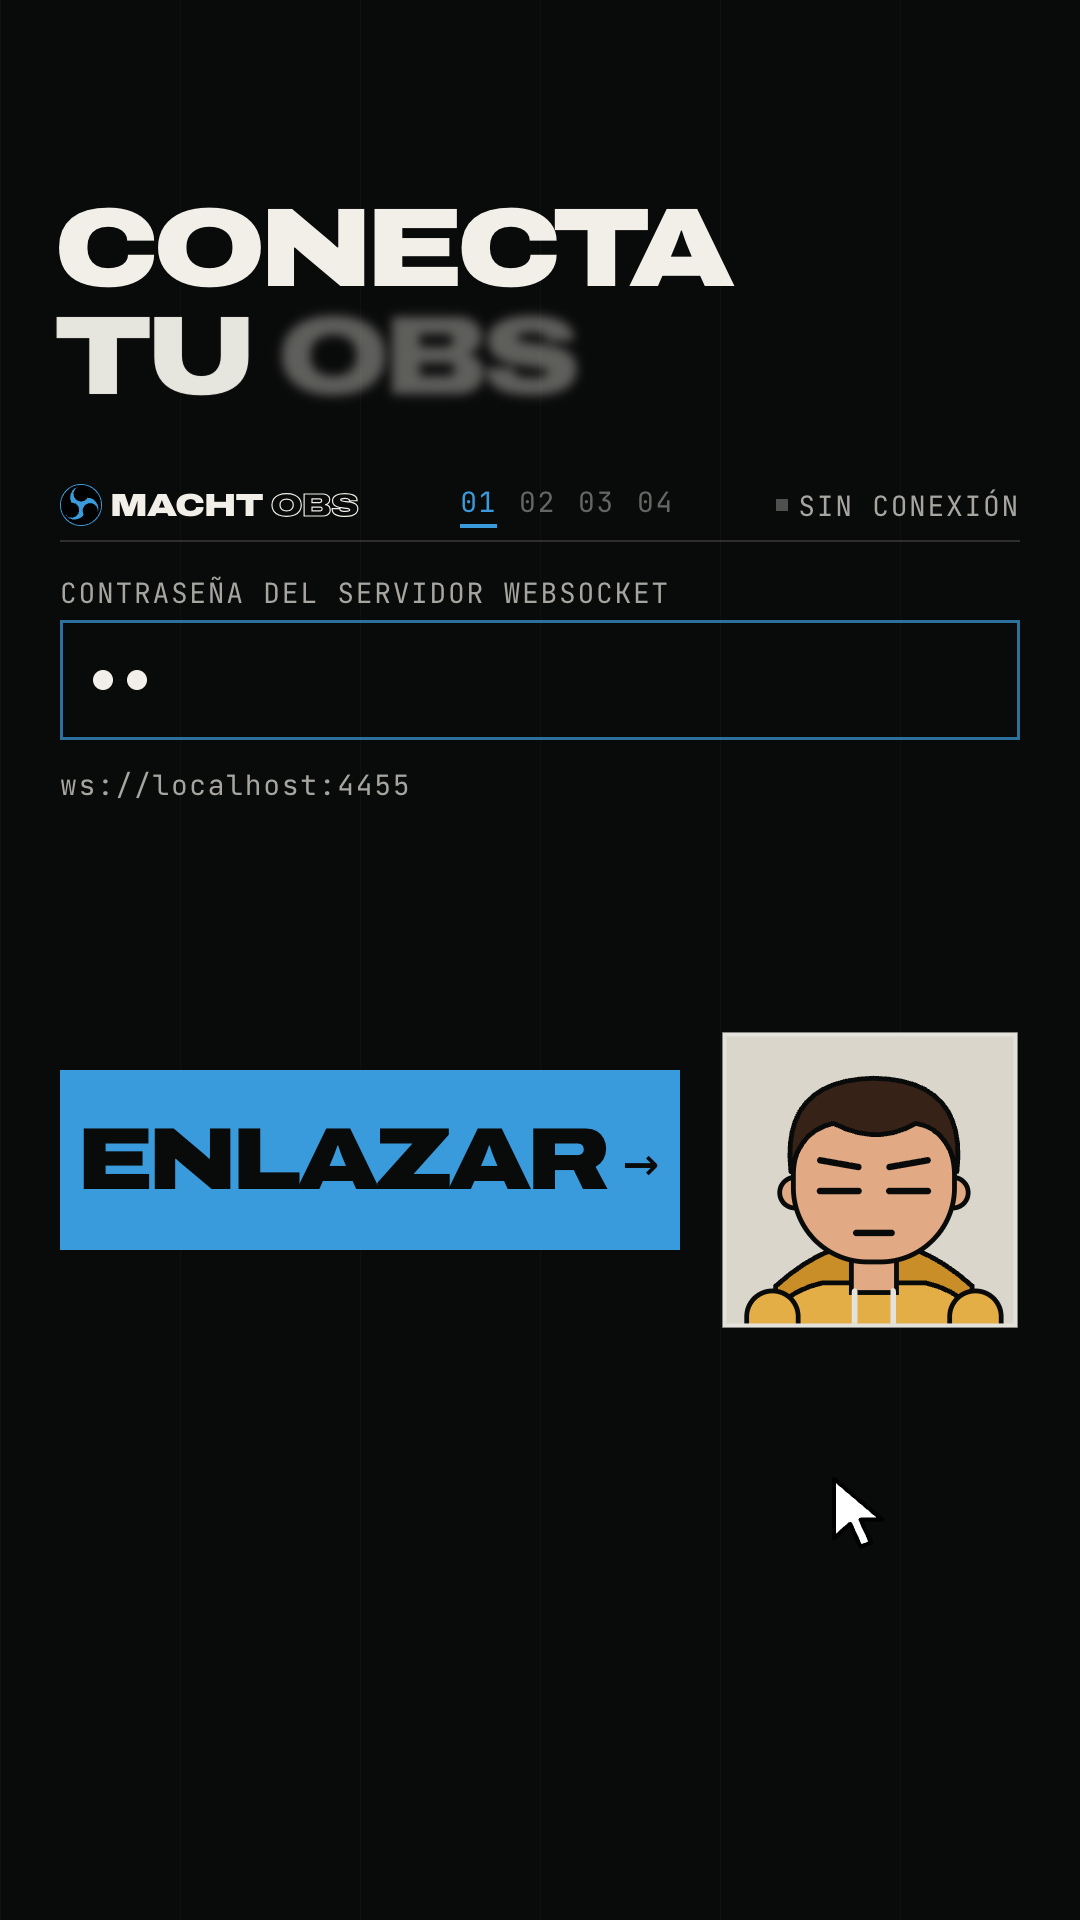 CONECTA
TU OBS
MACHT OBS
01 02 03 04
SIN CONEXIÓN
CONTRASEÑA DEL SERVIDOR WEBSOCKET
ws://localhost:4455
ENLAZAR →